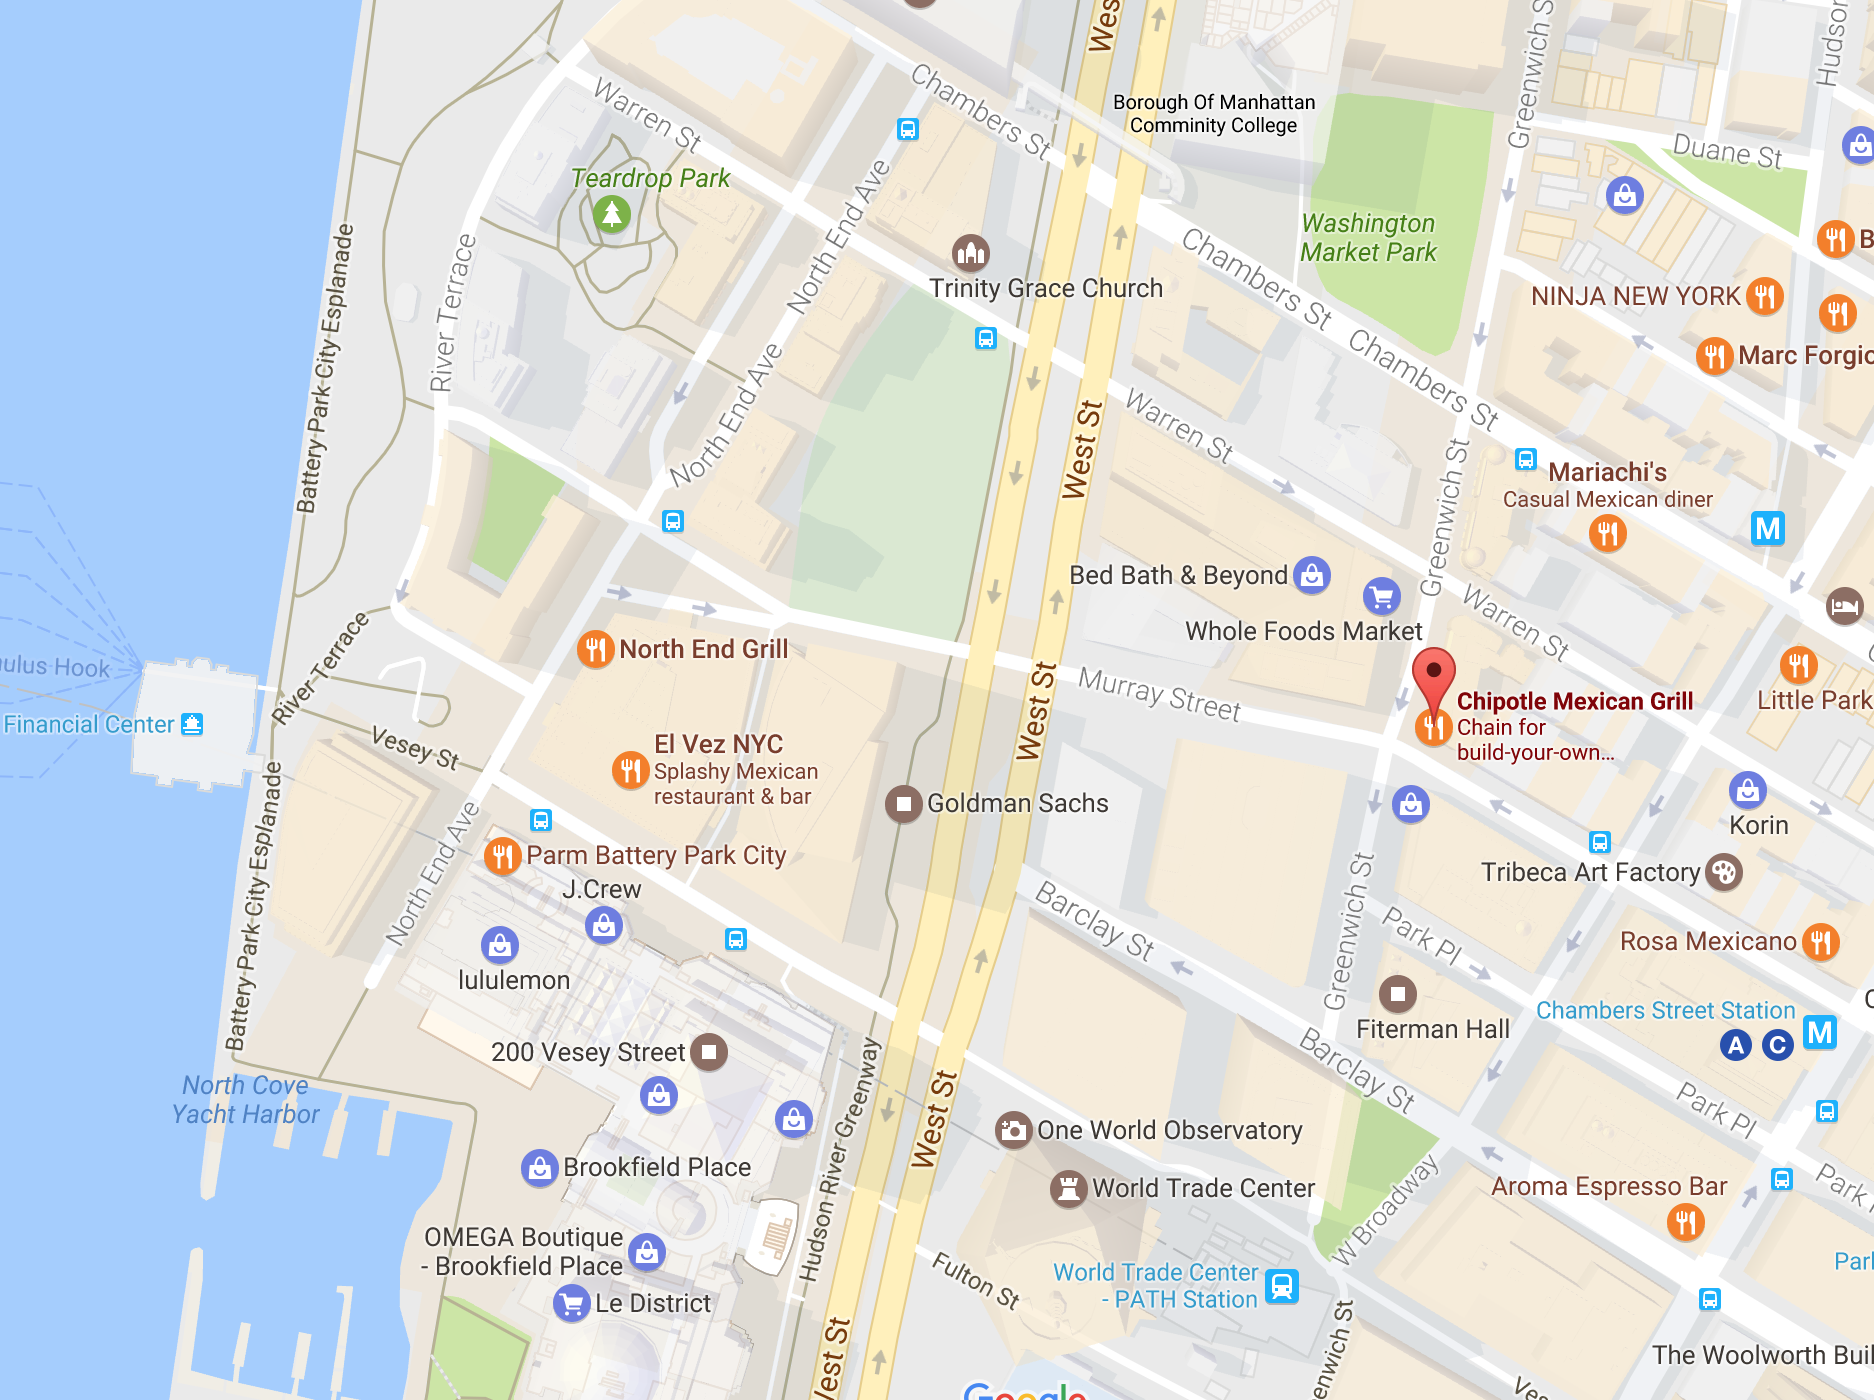 Wes
Greenwich S
Hudson
Warren St
Chambers St
Borough Of Manhattan
Comminity College
Duane St
Teardrop Park
North End Ave
Washington
Market Park
Battery Park City Esplanade
River Terrace
Trinity Grace Church
Chambers St
NINJA NEW YORK
B
Chambers St
Marc Forgio
North End Ave
West St
Warren St
Greenwich St
Mariachi's
Casual Mexican diner
M
Bed Bath & Beyond
Whole Foods Market
Warren St
North End Grill
River Terrace
ulus Hook
Financial Center
Murray Street
West St
Chipotle Mexican Grill
Chain for
build-your-own...
Little Park
Vesey St
El Vez NYC
Splashy Mexican
restaurant & bar
Goldman Sachs
Korin
Parm Battery Park City
J.Crew
North End Ave
Battery Park City Esplanade
Tribeca Art Factory
Barclay St
Greenwich St
Park Pl
Rosa Mexicano
lululemon
Fiterman Hall
Chambers Street Station
A C M
200 Vesey Street
Barclay St
North Cove
Yacht Harbor
Hudson River Greenway
West St
Park Pl
One World Observatory
Brookfield Place
World Trade Center
W Broadway
Aroma Espresso Bar
Park
OMEGA Boutique
- Brookfield Place
Fulton St
World Trade Center
- PATH Station
Parl
Le District
West St
eenwich St
The Woolworth Buil
Ves
Google